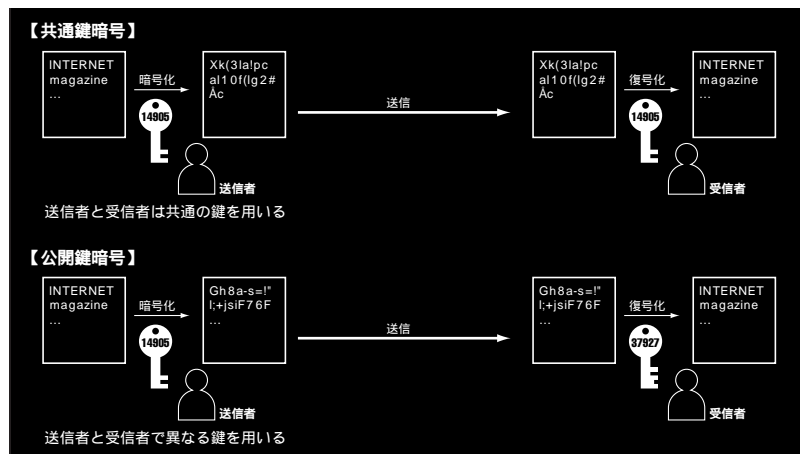 【共通鍵暗号】
INTERNET
magazine
…
暗号化
14905
Xk(3la!pc
al10f(lg2#
Åc
送信者
送信
Xk(3la!pc
al10f(lg2#
Åc
復号化
14905
INTERNET
magazine
…
受信者
送信者と受信者は共通の鍵を用いる
【公開鍵暗号】
INTERNET
magazine
…
暗号化
14905
Gh8a-s=!"
l;+jsiF76F
…
送信者
送信
Gh8a-s=!"
l;+jsiF76F
…
復号化
37927
INTERNET
magazine
…
受信者
送信者と受信者で異なる鍵を用いる